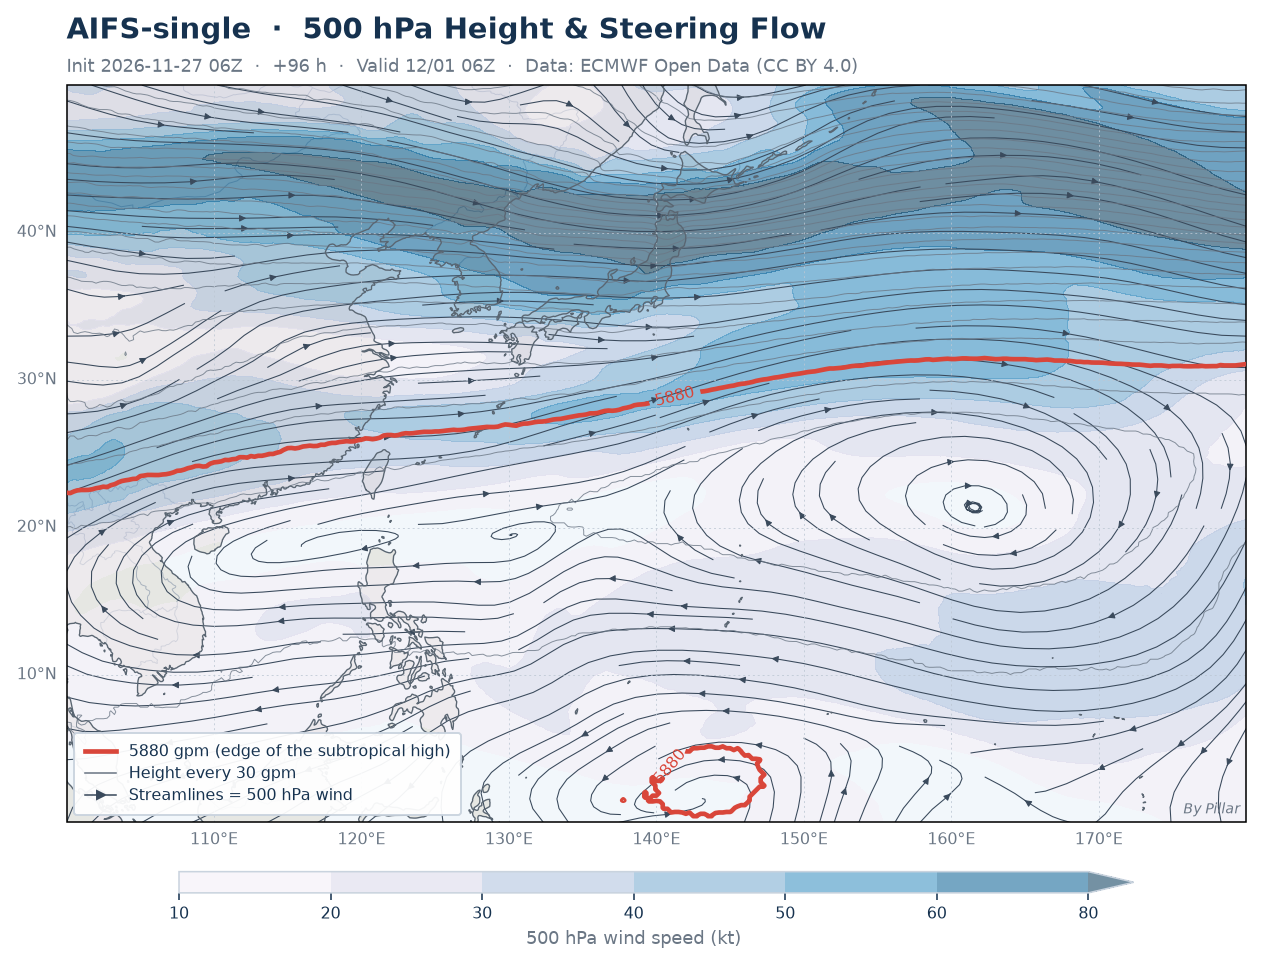 AIFS-single · 500 hPa Height & Steering Flow
Init 2026-11-27 06Z · +96 h · Valid 12/01 06Z · Data: ECMWF Open Data (CC BY 4.0)
40°N
30°N
20°N
10°N
5880
5880
5880 gpm (edge of the subtropical high)
Height every 30 gpm
Streamlines = 500 hPa wind
By Pillar
110°E 120°E 130°E 140°E 150°E 160°E 170°E
10 20 30 40 50 60 80
500 hPa wind speed (kt)